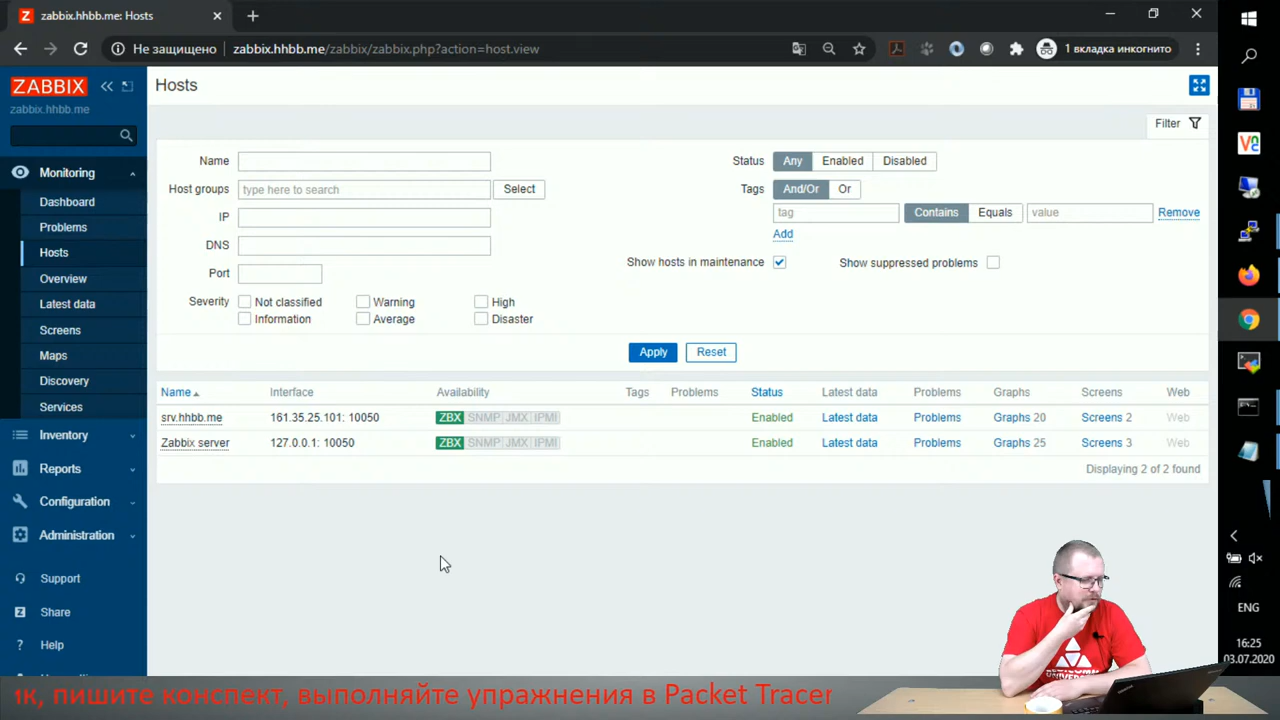 zabbix.hhbb.me: Hosts
Не защищено
zabbix.hhbb.me/zabbix/zabbix.php?action=host.view
1 вкладка инкогнито
ZABBIX
zabbix.hhbb.me
Monitoring
Dashboard
Problems
Hosts
Overview
Latest data
Screens
Maps
Discovery
Services
Inventory
Reports
Configuration
Administration
Support
Share
Help
Hosts
Filter
Name
Host groups type here to search Select
IP
DNS
Port
Severity Not classified Warning High
Information Average Disaster
Status Any Enabled Disabled
Tags And/Or Or
tag Contains Equals value Remove
Add
Show hosts in maintenance Show suppressed problems
Apply Reset
Name Interface Availability Tags Problems Status Latest data Problems Graphs Screens Web
srv.hhbb.me 161.35.25.101: 10050 ZBX SNMP JMX IPMI Enabled Latest data Problems Graphs 20 Screens 2 Web
Zabbix server 127.0.0.1: 10050 ZBX SNMP JMX IPMI Enabled Latest data Problems Graphs 25 Screens 3 Web
Displaying 2 of 2 found
ENG
16:25
03.07.2020
пишите конспект, выполняйте упражнения в Packet Tracer